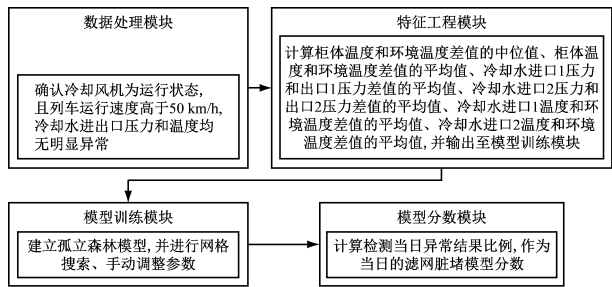 数据处理模块
确认冷却风机为运行状态,
且列车运行速度高于50 km/h,
冷却水进出口压力和温度均
无明显异常
特征工程模块
计算柜体温度和环境温度差值的中位值、柜体
温度和环境温度差值的平均值、冷却水进口1压力
和出口1压力差值的平均值、冷却水进口2压力和
出口2压力差值的平均值、冷却水进口1温度和环
境温度差值的平均值、冷却水进口2温度和环境
温度差值的平均值,并输出至模型训练模块
模型训练模块
建立孤立森林模型,并进行网格
搜索、手动调整参数
模型分数模块
计算检测当日异常结果比例,作为
当日的滤网脏堵模型分数